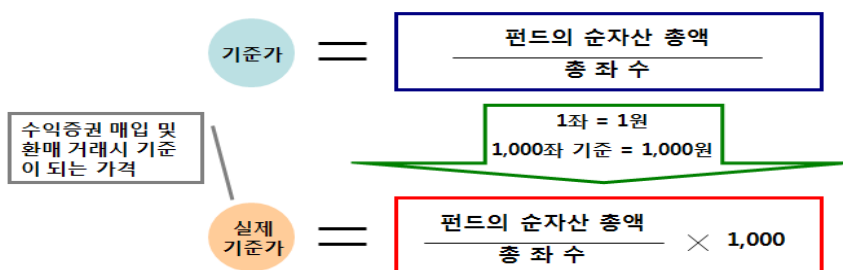 기준가
=
펀드의 순자산 총액
총 좌 수
수익증권 매입 및
환매 거래시 기준
이 되는 가격
1좌 = 1원
1,000좌 기준 = 1,000원
실제
기준가
=
펀드의 순자산 총액
총 좌 수
× 1,000